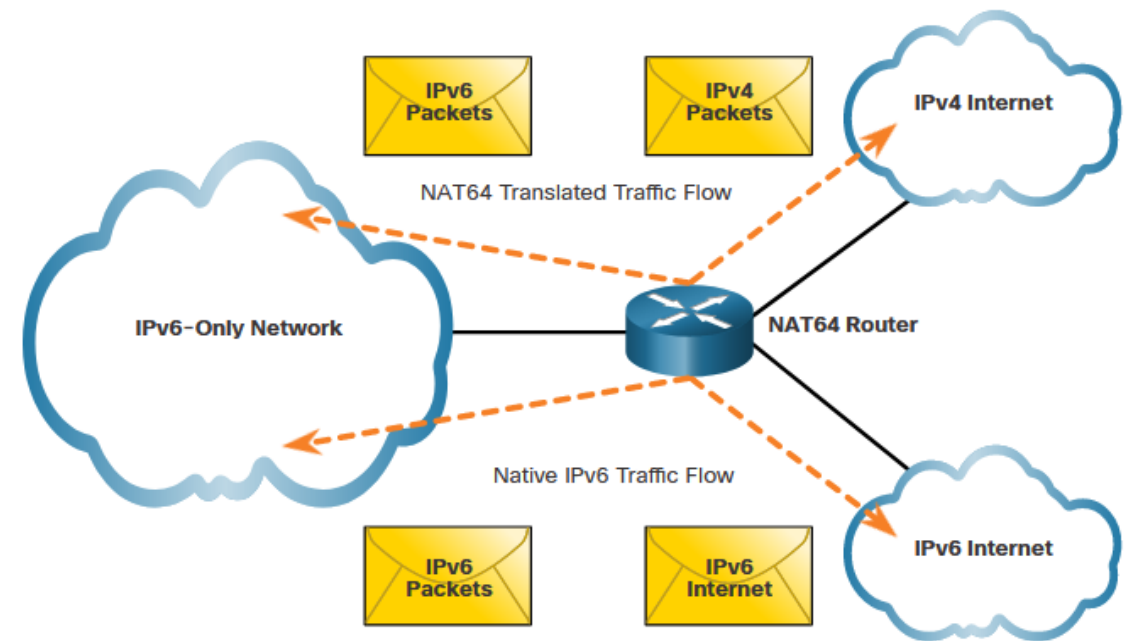 IPv6
Packets
IPv4
Packets
IPv4 Internet
NAT64 Translated Traffic Flow
IPv6-Only Network
NAT64 Router
Native IPv6 Traffic Flow
IPv6 Internet
IPv6
Packets
IPv6
Internet